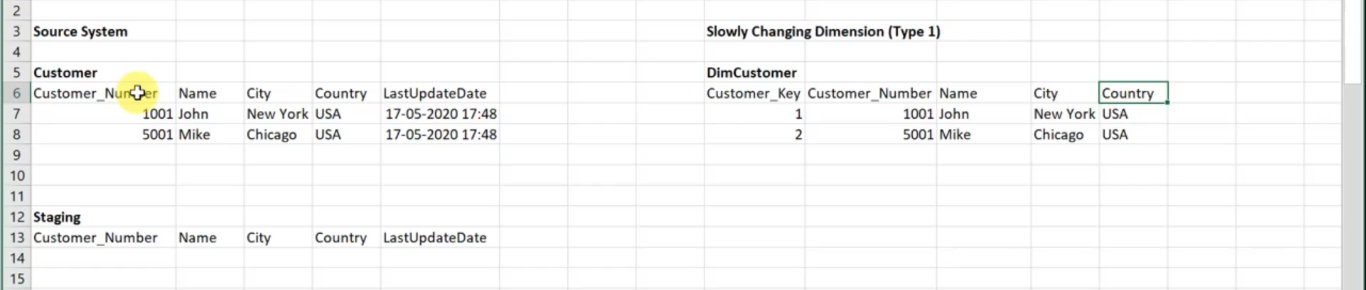 2
3 Source System Slowly Changing Dimension (Type 1)
4
5 Customer DimCustomer
6 Customer_Number Name City Country LastUpdateDate Customer_Key Customer_Number Name City Country
7 1001 John New York USA 17-05-2020 17:48 1 1001 John New York USA
8 5001 Mike Chicago USA 17-05-2020 17:48 2 5001 Mike Chicago USA
9
10
11
12 Staging
13 Customer_Number Name City Country LastUpdateDate
14
15